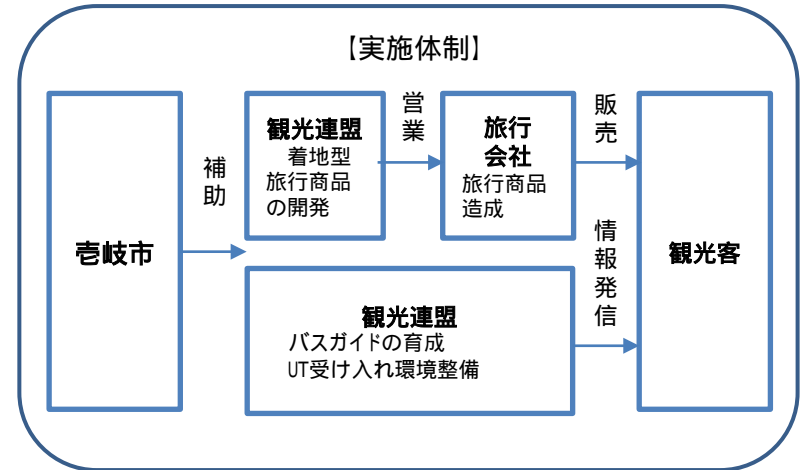 【実施体制】
壱岐市
補助
観光連盟
着地型
旅行商品
の開発
営業
旅行
会社
旅行商品
造成
販売
観光連盟
バスガイドの育成
UT受け入れ環境整備
情報発信
観光客